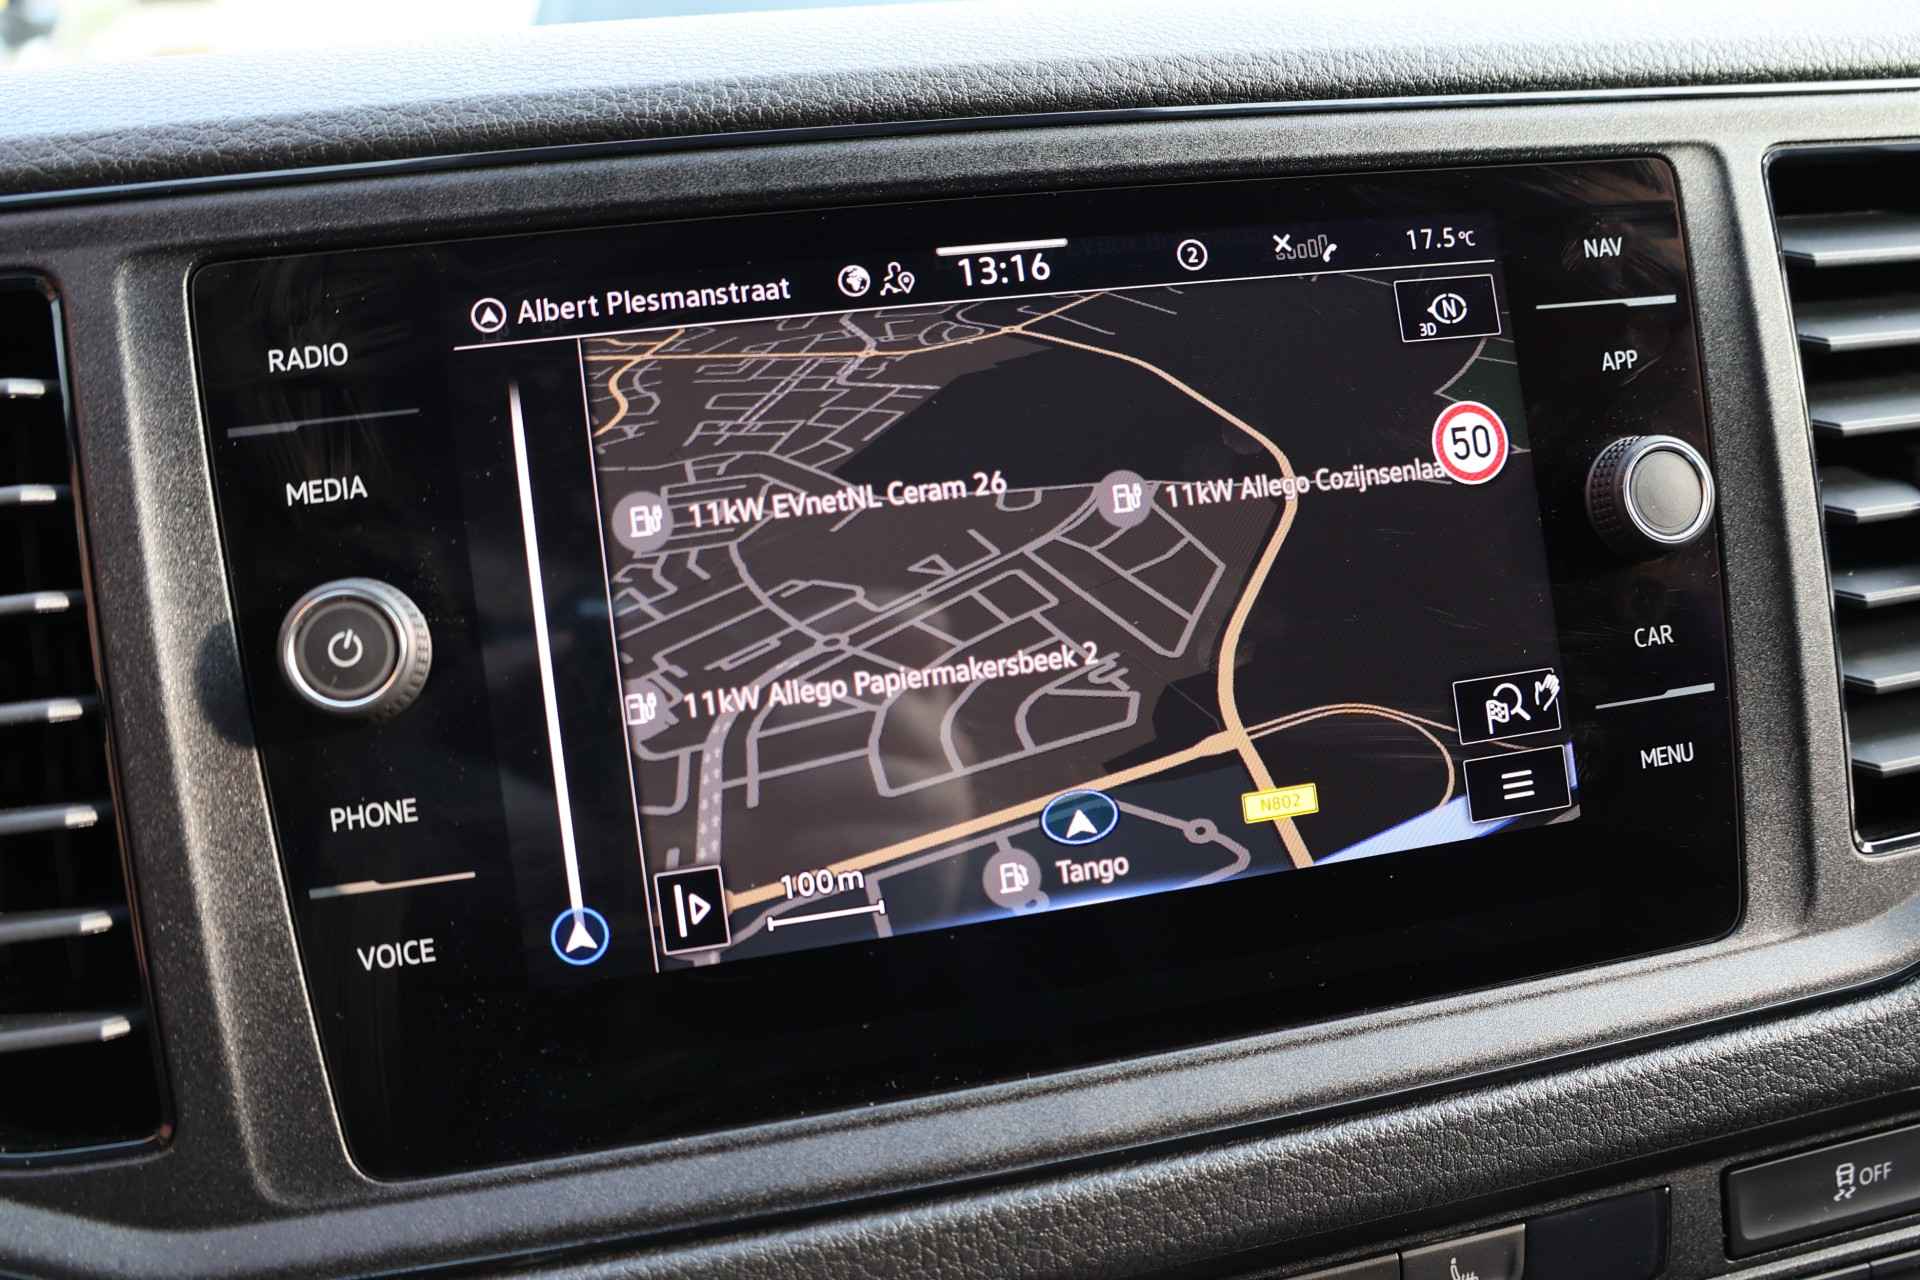 Albert Plesmanstraat
13:16
2
17.5°C
NAV
RADIO
N
3D
APP
50
MEDIA
11kW EVnetNL Ceram 26
11kW Allego Cozijnsenlaa
CAR
11kW Allego Papiermakersbeek 2
MENU
PHONE
N802
Tango
100m
VOICE
OFF